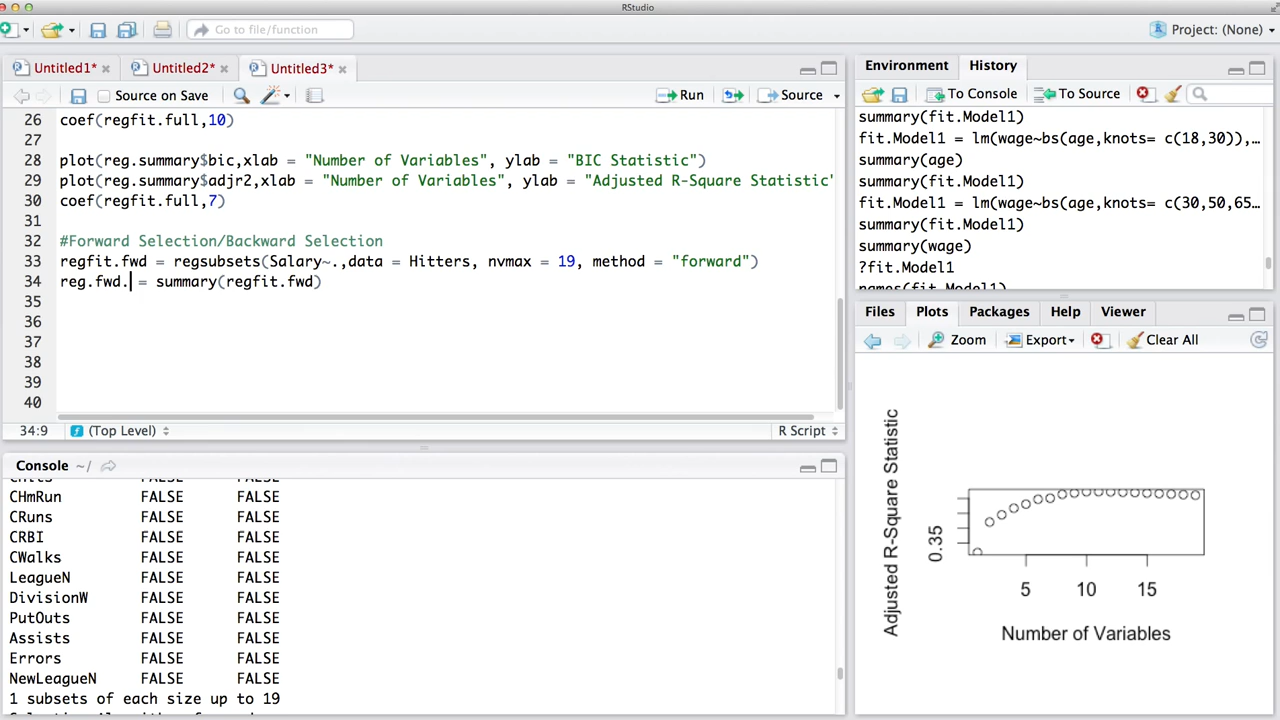 RStudio
Go to file/function
Project: (None)
Untitled1*
Untitled2*
Untitled3*
Source on Save
Run
Source
26 coef(regfit.full,10)
27
28 plot(reg.summary$bic,xlab = "Number of Variables", ylab = "BIC Statistic")
29 plot(reg.summary$adjr2,xlab = "Number of Variables", ylab = "Adjusted R-Square Statistic'
30 coef(regfit.full,7)
31
32 #Forward Selection/Backward Selection
33 regfit.fwd = regsubsets(Salary~.,data = Hitters, nvmax = 19, method = "forward")
34 reg.fwd. = summary(regfit.fwd)
35
36
37
38
39
40
34:9
(Top Level)
R Script
Console ~/
CHmRun FALSE FALSE
CRuns FALSE FALSE
CRBI FALSE FALSE
CWalks FALSE FALSE
LeagueN FALSE FALSE
DivisionW FALSE FALSE
PutOuts FALSE FALSE
Assists FALSE FALSE
Errors FALSE FALSE
NewLeagueN FALSE FALSE
1 subsets of each size up to 19
Environment History
To Console To Source
summary(fit.Model1)
fit.Model1 = lm(wage~bs(age,knots= c(18,30)),…
summary(age)
summary(fit.Model1)
fit.Model1 = lm(wage~bs(age,knots= c(30,50,65…
summary(fit.Model1)
summary(wage)
?fit.Model1
names(fit.Model1)
Files Plots Packages Help Viewer
Zoom Export Clear All
Adjusted R-Square Statistic
0.35
5 10 15
Number of Variables